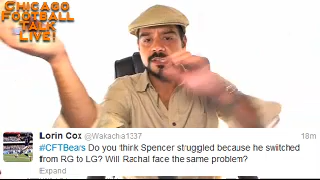 CHICAGO
FOOTBALL
TALK
LIVE!
Lorin Cox @Wakachia1337 18m
#CFTBears Do you think Spencer struggled because he switched
from RG to LG? Will Rachal face the same problem?
Expand